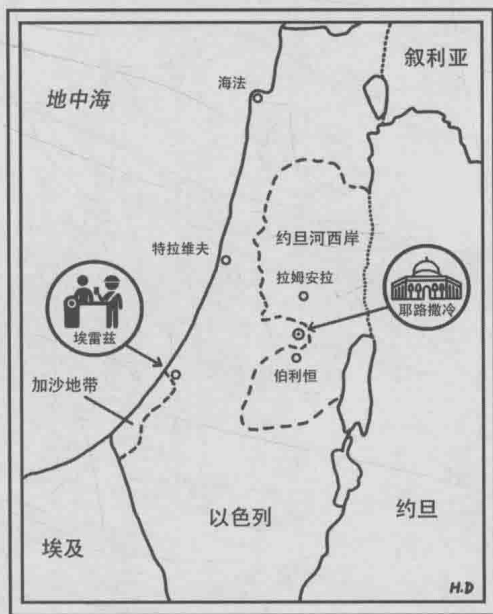 叙利亚
海法
地中海
约旦河西岸
特拉维夫
拉姆安拉
埃雷兹
耶路撒冷
伯利恒
加沙地带
以色列
约旦
埃及
H.D